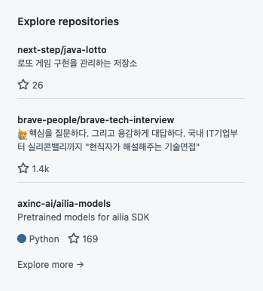 Explore repositories
next-step/java-lotto
로또 게임 구현을 관리하는 저장소
26
brave-people/brave-tech-interview
🙋핵심을 질문하다. 그리고 용감하게 대답하다. 국내 IT기업부
터 실리콘밸리까지 "현직자가 해설해주는 기술면접"
1.4k
axinc-ai/ailia-models
Pretrained models for ailia SDK
Python 169
Explore more →